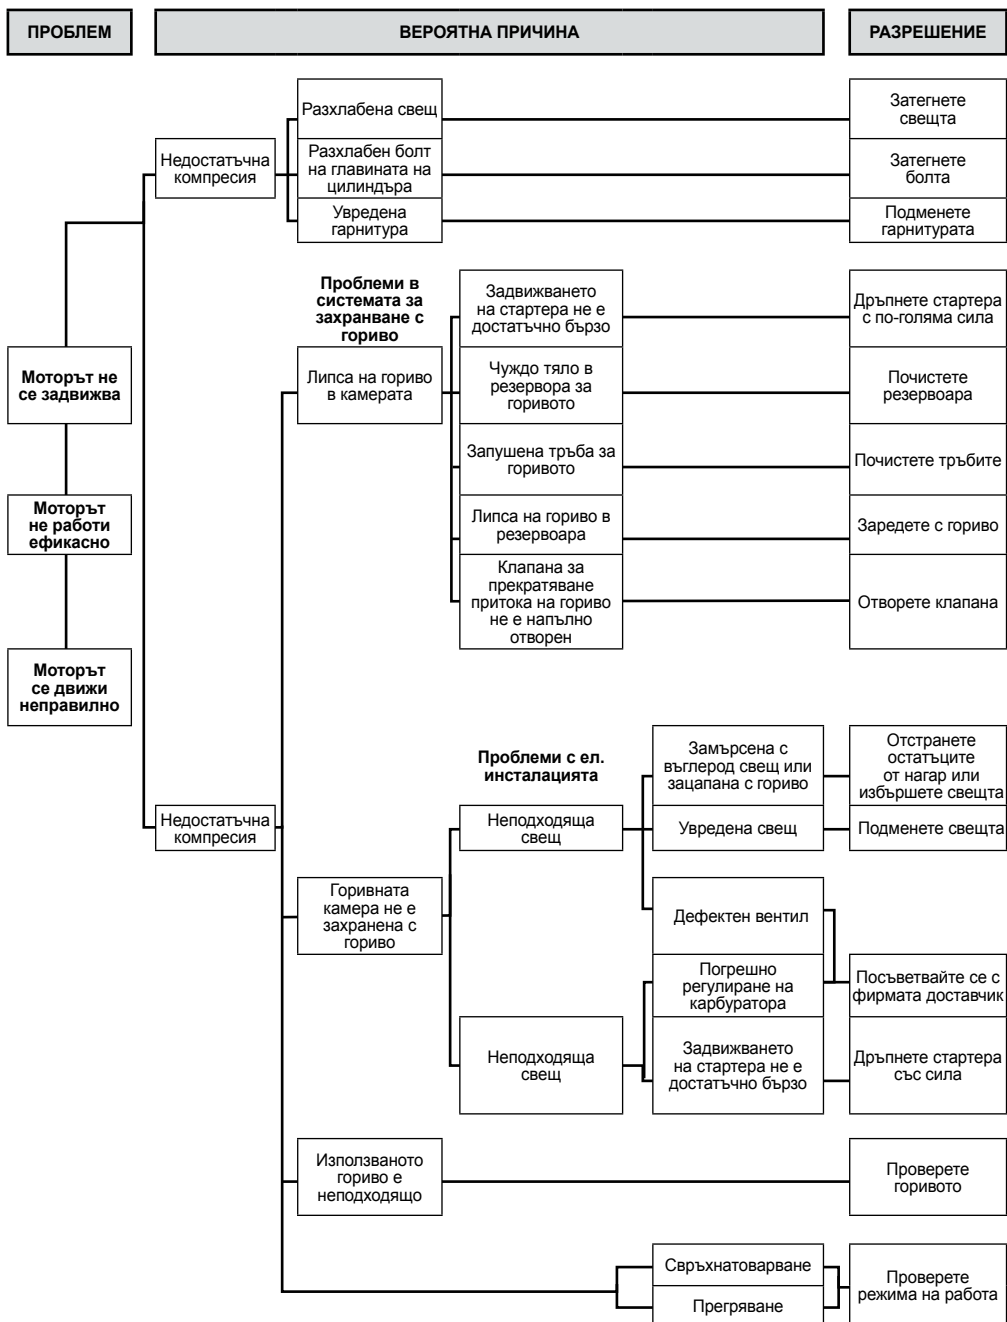 ПРОБЛЕМ
ВЕРОЯТНА ПРИЧИНА
РАЗРЕШЕНИЕ
Разхлабена свещ
Затегнете
свещта
Недостатъчна
компресия
Разхлабен болт
на главината на
цилиндъра
Затегнете
болта
Увредена
гарнитура
Подменете
гарнитурата
Проблеми в
системата за
захранване с
гориво
Задвижването
на стартера не е
достатъчно бързо
Дръпнете стартера
с по-голяма сила
Моторът не
се задвижва
Липса на гориво
в камерата
Чуждо тяло в
резервора за
горивото
Почистете
резервоара
Запушена тръба за
горивото
Почистете тръбите
Моторът
не работи
ефикасно
Липса на гориво в
резервоара
Заредете с гориво
Клапана за
прекратяване
притока на гориво
не е напълно
отворен
Отворете клапана
Моторът
се движи
неправилно
Проблеми с ел.
инсталацията
Замърсена с
въглерод свещ или
зацапана с гориво
Отстранете
остатъците
от нагар или
избършете свещта
Недостатъчна
компресия
Неподходяща
свещ
Увредена свещ
Подменете свещта
Горивната
камера не е
захранена с
гориво
Дефектен вентил
Погрешно
регулиране на
карбуратора
Посъветвайте се с
фирмата доставчик
Неподходяща
свещ
Задвижването
на стартера не е
достатъчно бързо
Дръпнете стартера
със сила
Използваното
гориво е
неподходящо
Проверете
горивото
Свръхнатоварване
Прегряване
Проверете
режима на работа